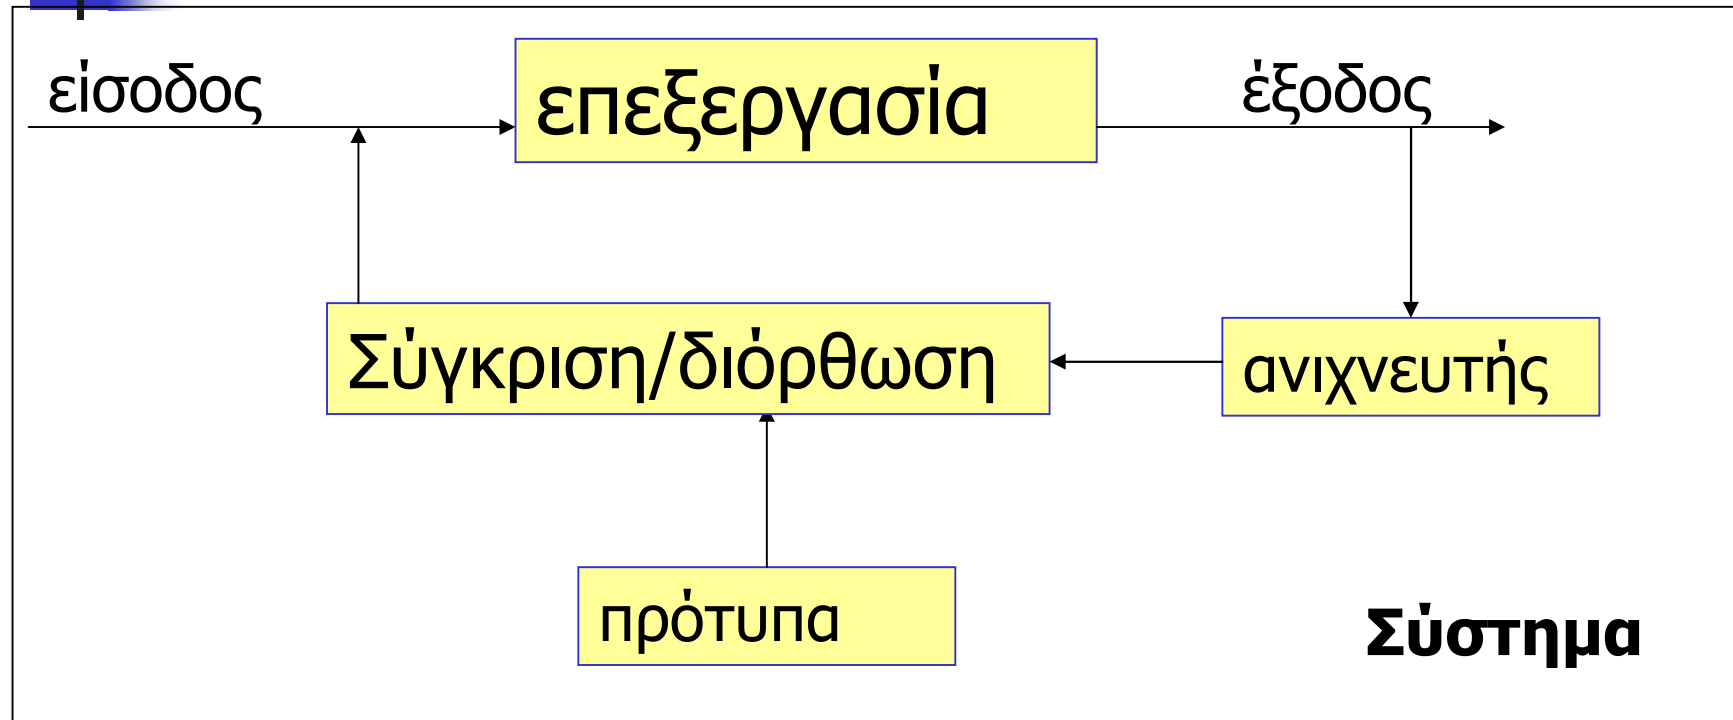 είσοδος
επεξεργασία
έξοδος
Σύγκριση/διόρθωση
ανιχνευτής
πρότυπα
Σύστημα